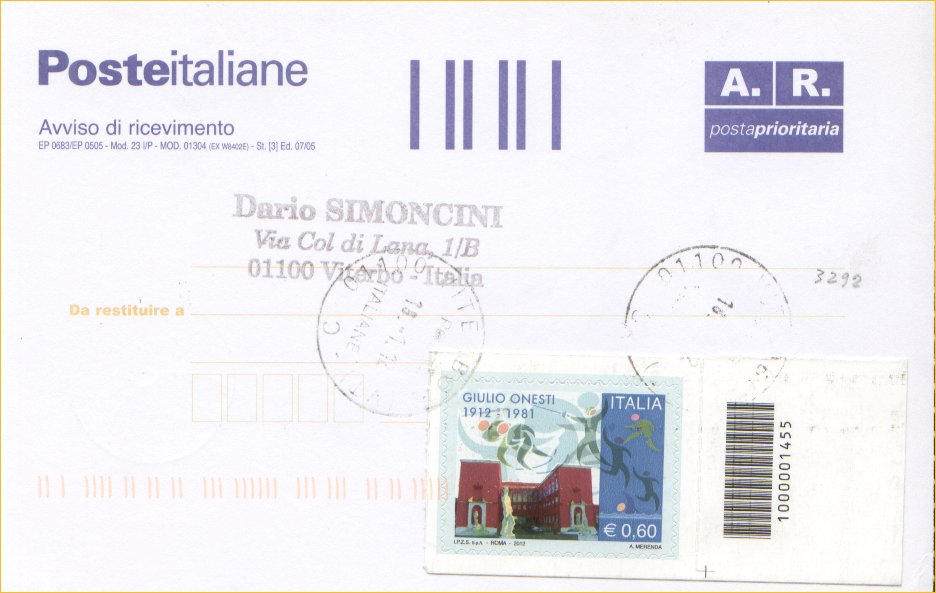 Posteitaliane
A. R.
postaprioritaria
Avviso di ricevimento
EP 0683/EP 0505 - Mod. 23 I/P - MOD. 01304 (EX W8402E) - St. [3] Ed. 07/05
Dario SIMONCINI
Via Col di Lana, 1/B
01100 Viterbo - Italia
01100
01100
3292
Da restituire a
GIULIO ONESTI
1912 - 1981
ITALIA
€ 0,60
I.P.Z.S. S.p.A. - ROMA - 2012
A. MERENDA
1000001455